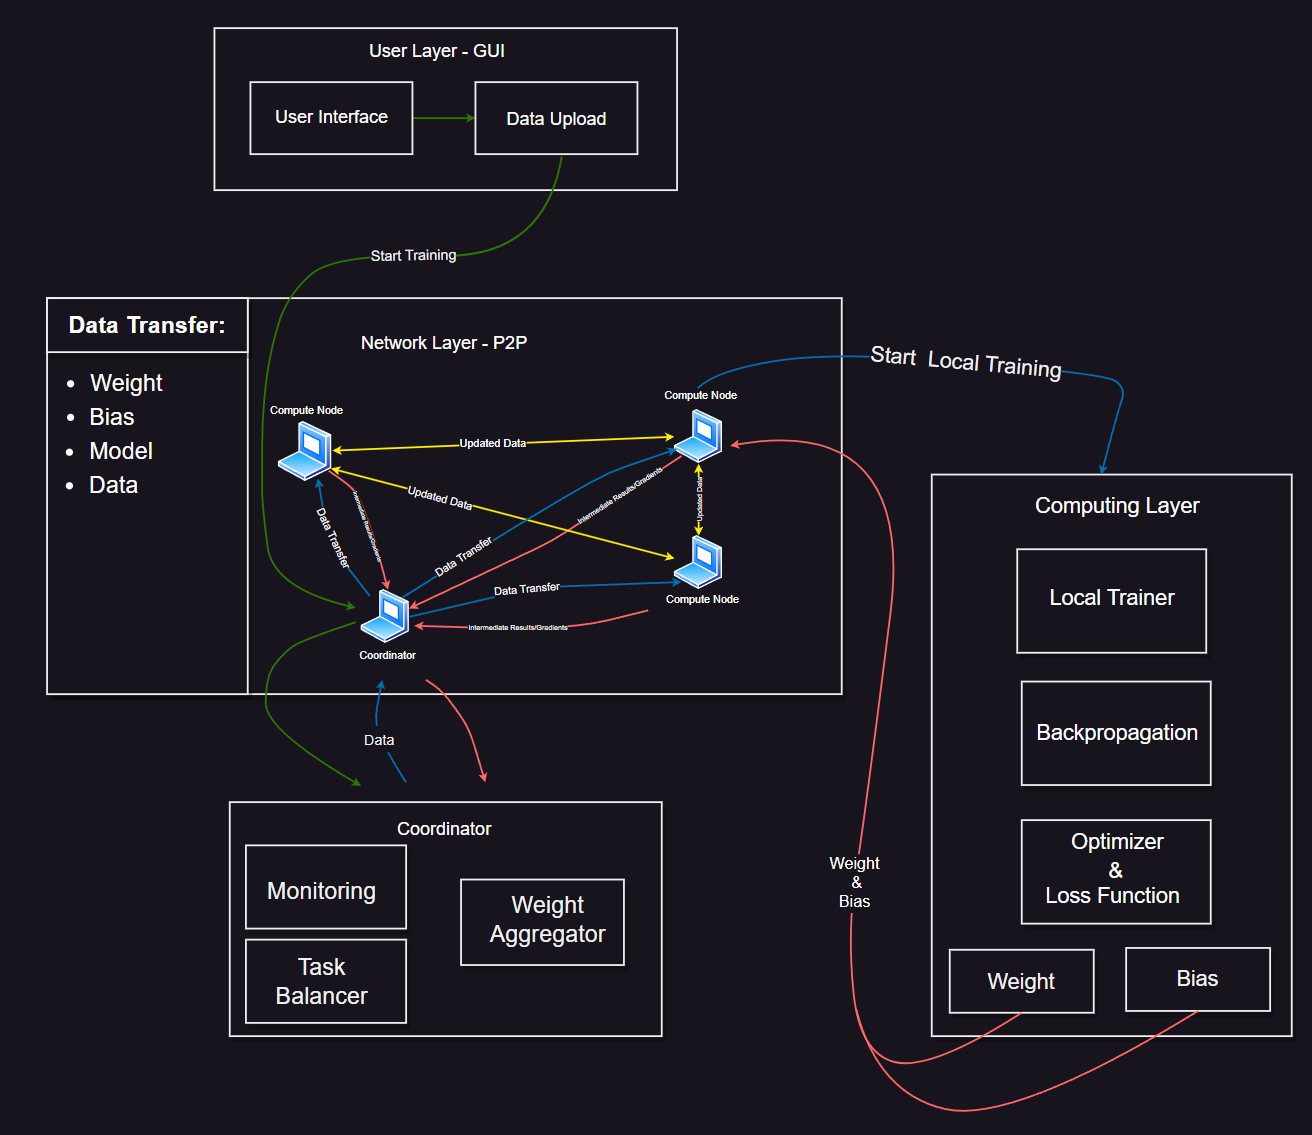 User Layer - GUI
User Interface
Data Upload
Start Training
Data Transfer:
Weight
Bias
Model
Data
Network Layer - P2P
Compute Node
Compute Node
Start  Local Training
Updated Data
Updated Data
Updated Data
Intermediate Results/Gradients
Intermediate Results/Gradients
Data Transfer
Data Transfer
Data Transfer
Compute Node
Intermediate Results/Gradients
Coordinator
Data
Coordinator
Monitoring
Task
Balancer
Weight
Aggregator
Weight
&
Bias
Computing Layer
Local Trainer
Backpropagation
Optimizer
&
Loss Function
Weight
Bias